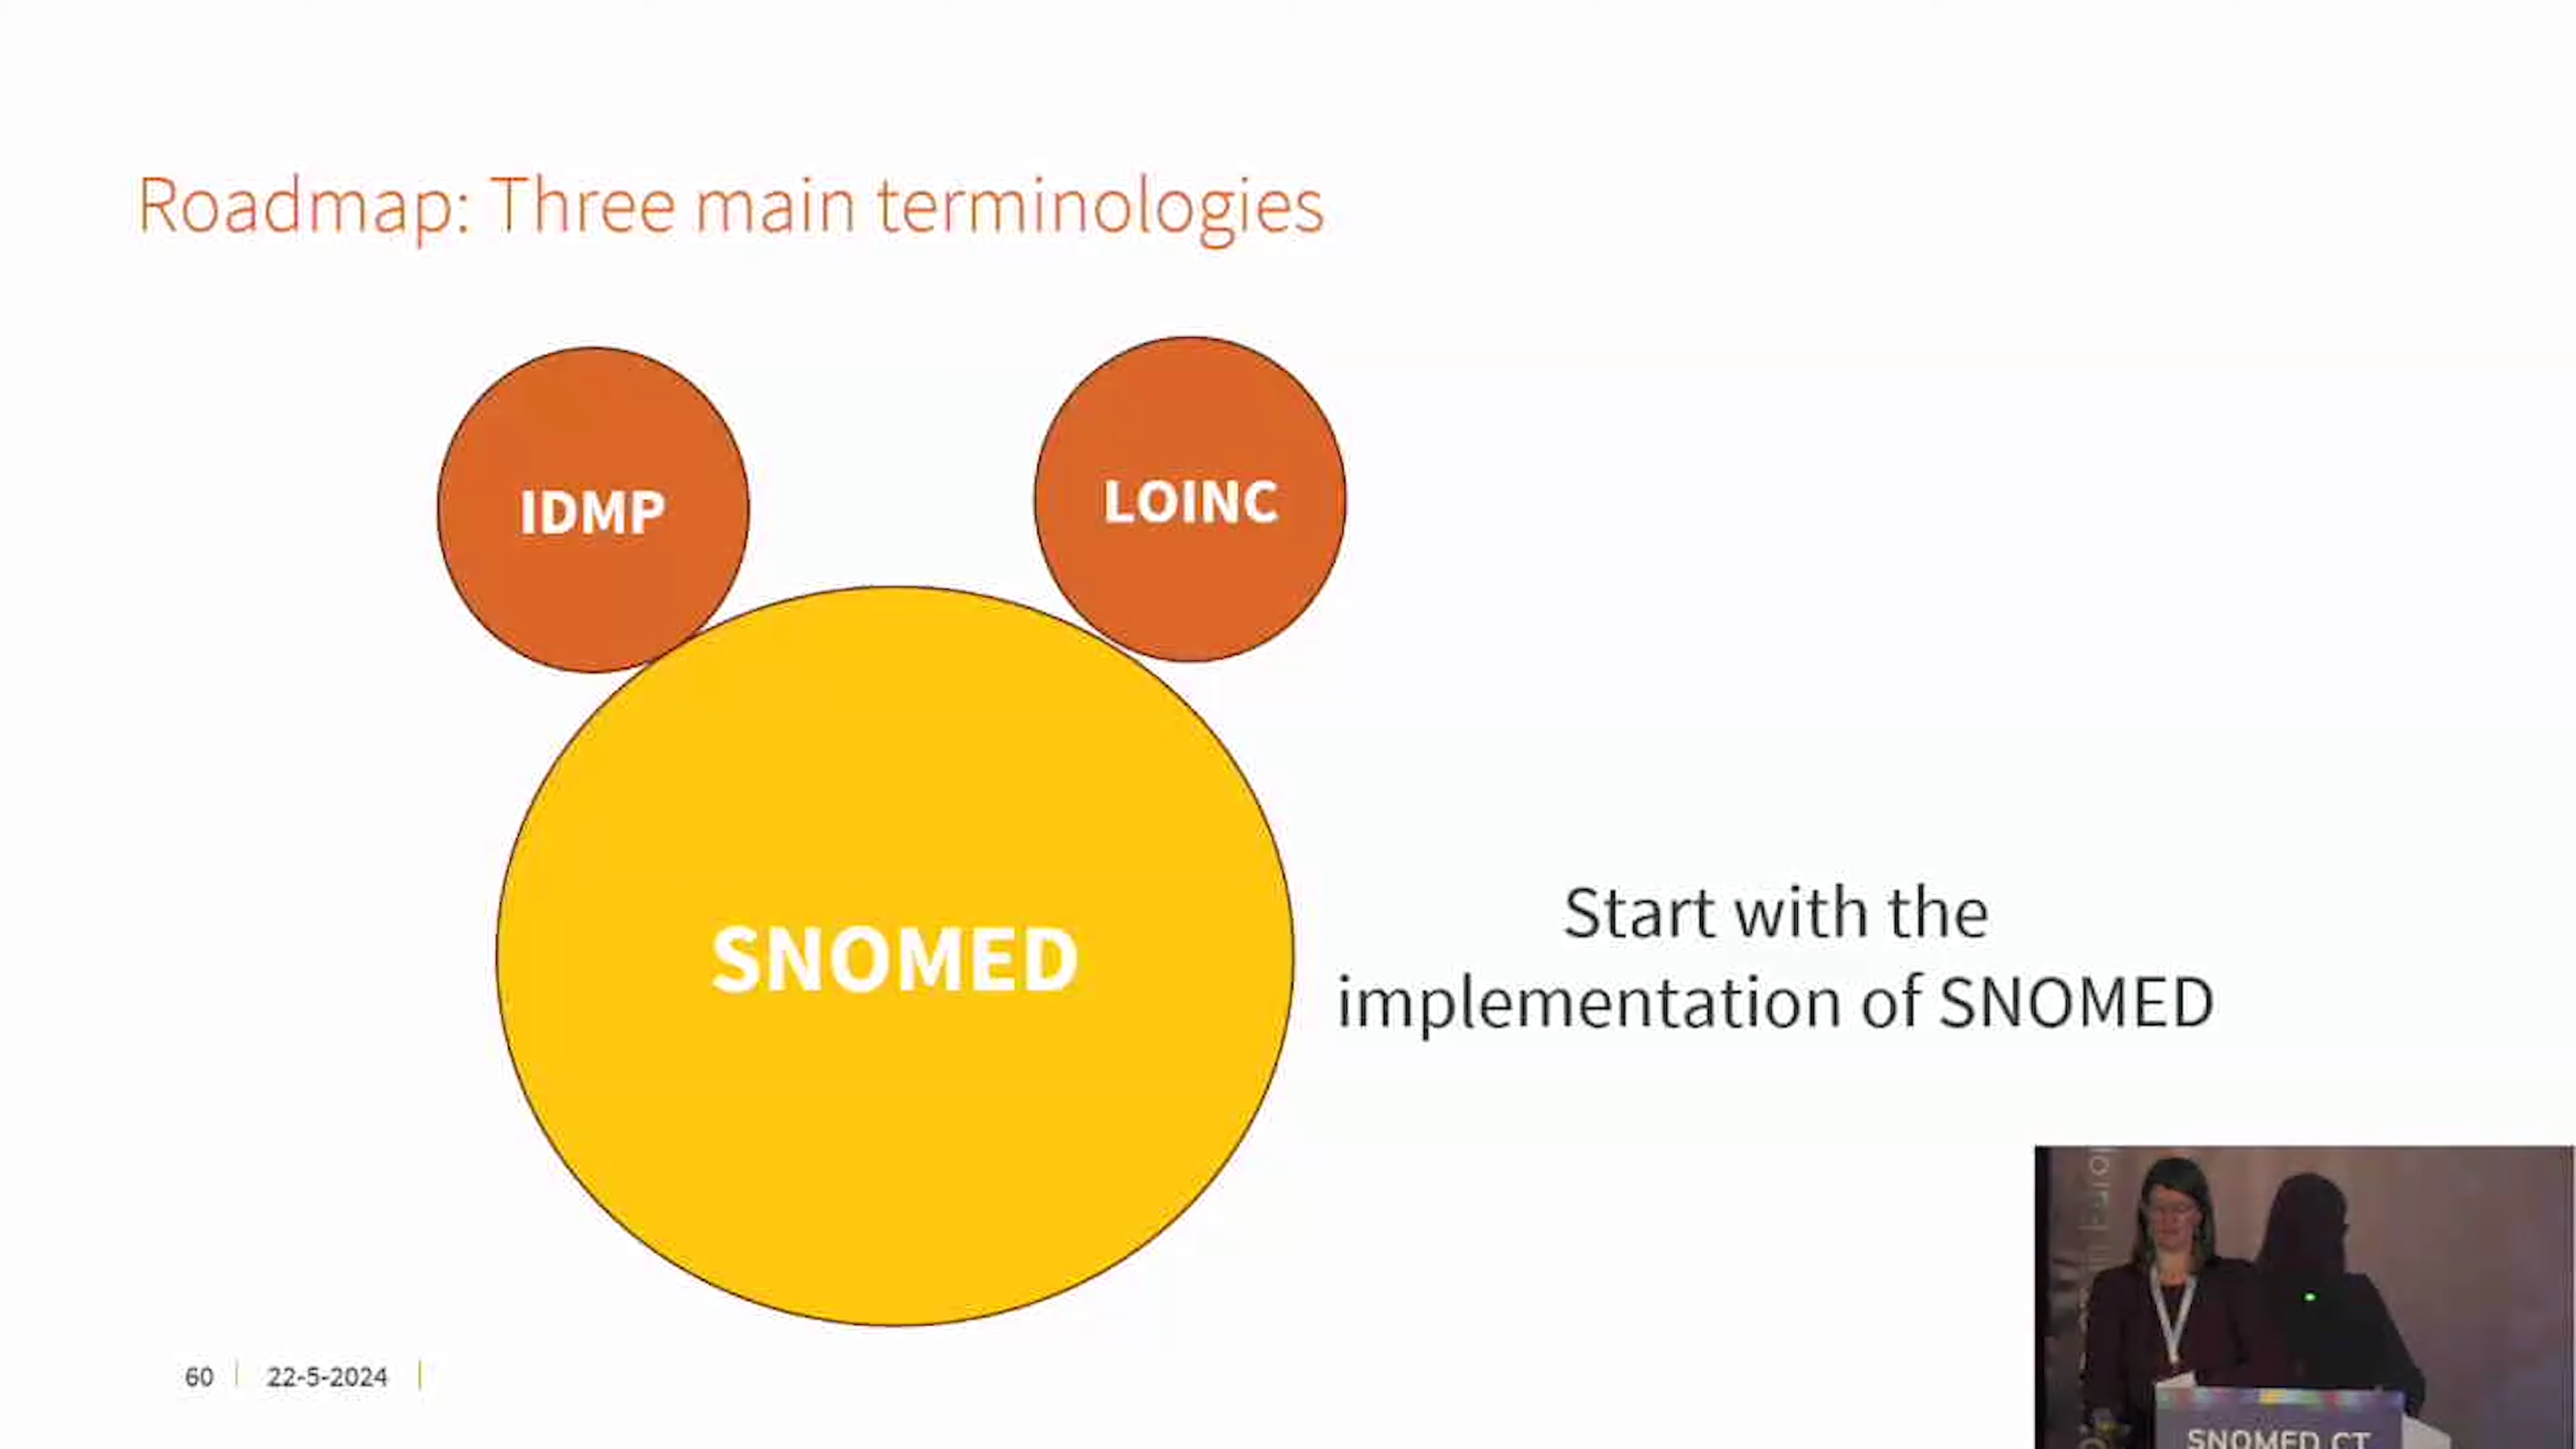 Roadmap: Three main terminologies
IDMP
LOINC
SNOMED
Start with the
implementation of SNOMED
60
22-5-2024
SNOMED CT